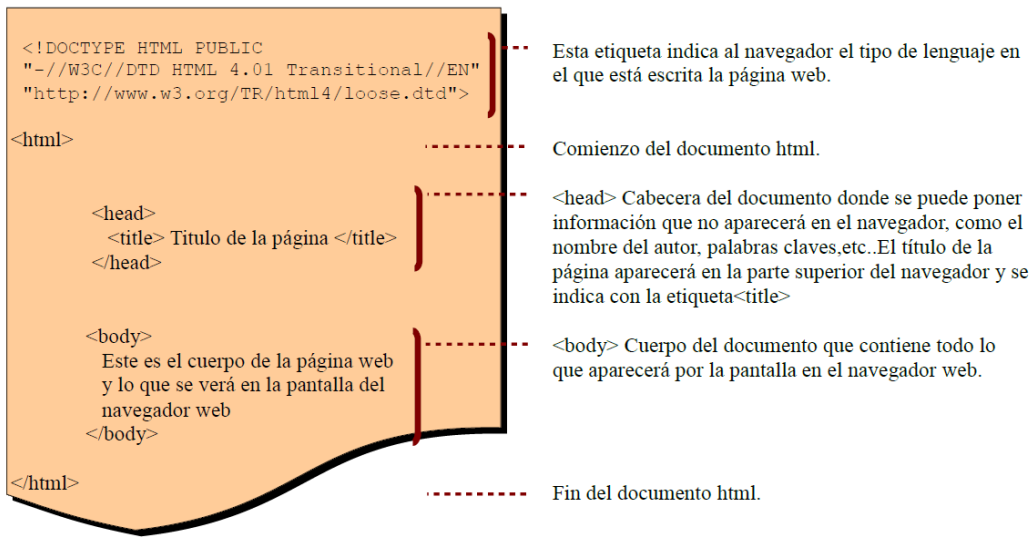 <!DOCTYPE HTML PUBLIC
"-//W3C//DTD HTML 4.01 Transitional//EN"
"http://www.w3.org/TR/html4/loose.dtd">
<html>
<head>
<title> Titulo de la página </title>
</head>
<body>
Este es el cuerpo de la página web
y lo que se verá en la pantalla del
navegador web
</body>
</html>
Esta etiqueta indica al navegador el tipo de lenguaje en
el que está escrita la página web.
Comienzo del documento html.
<head> Cabecera del documento donde se puede poner
información que no aparecerá en el navegador, como el
nombre del autor, palabras claves,etc..El título de la
página aparecerá en la parte superior del navegador y se
indica con la etiqueta<title>
<body> Cuerpo del documento que contiene todo lo
que aparecerá por la pantalla en el navegador web.
Fin del documento html.